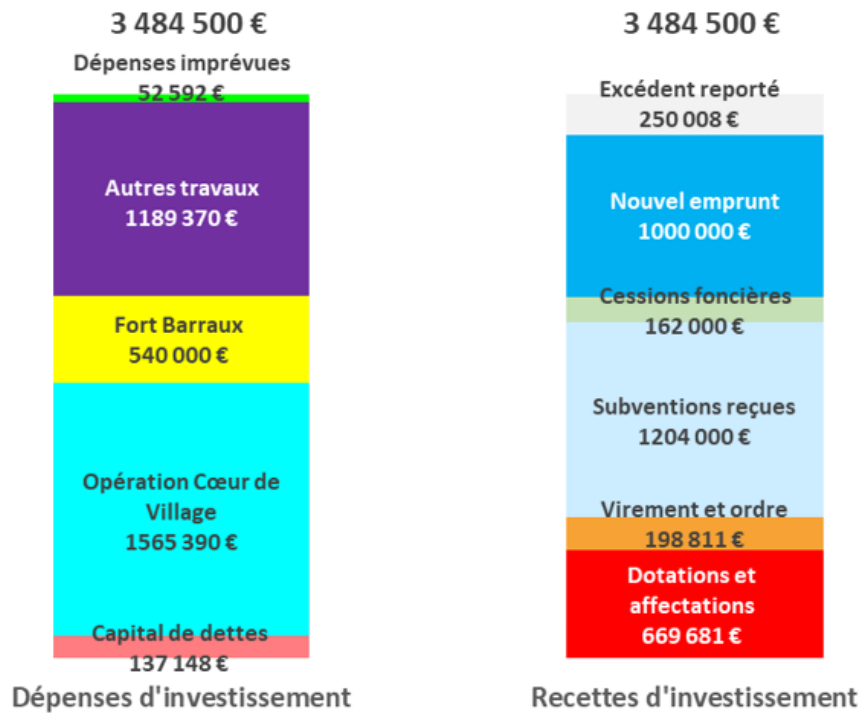 3 484 500 €
Dépenses imprévues
52 592 €
Autres travaux
1189 370 €
Fort Barraux
540 000 €
Opération Cœur de
Village
1565 390 €
Capital de dettes
137 148 €
Dépenses d'investissement
3 484 500 €
Excédent reporté
250 008 €
Nouvel emprunt
1000 000 €
Cessions foncières
162 000 €
Subventions reçues
1204 000 €
Virement et ordre
198 811 €
Dotations et
affectations
669 681 €
Recettes d'investissement